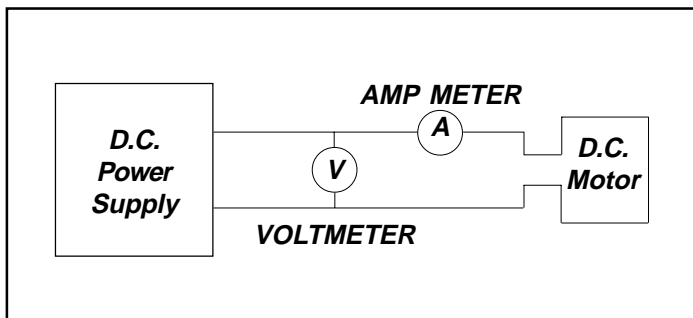 AMP METER
A
D.C.
Power
Supply
V
D.C.
Motor
VOLTMETER